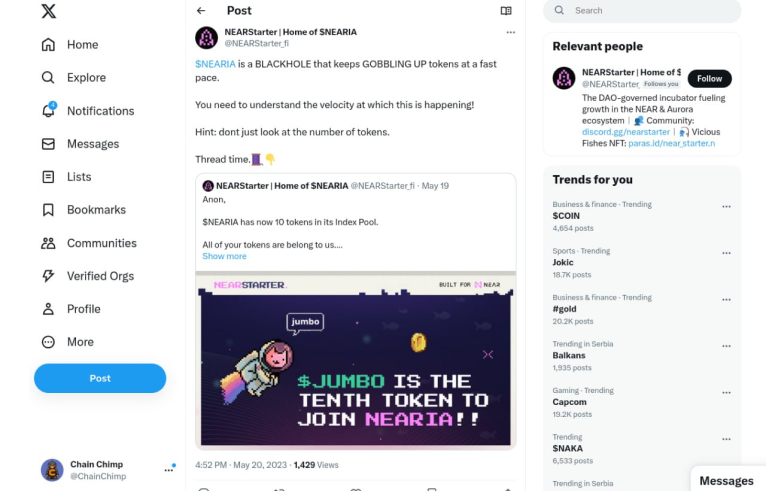 Post
Search
Home
Explore
4
Notifications
Messages
Lists
Bookmarks
Communities
Verified Orgs
Profile
More
Post
Chain Chimp
@ChainChimp
NEARStarter | Home of $NEARIA
@NEARStarter_fi
$NEARIA is a BLACKHOLE that keeps GOBBLING UP tokens at a fast
pace.
You need to understand the velocity at which this is happening!
Hint: dont just look at the number of tokens.
Thread time.🧵👇
NEARStarter | Home of $NEARIA @NEARStarter_fi · May 19
Anon,
$NEARIA has now 10 tokens in its Index Pool.
All of your tokens are belong to us....
Show more
NEARSTARTER
BUILT FOR NEAR
jumbo
$JUMBO IS THE
TENTH TOKEN TO
JOIN NEARIA!!
4:52 PM · May 20, 2023 · 1,429 Views
Relevant people
NEARStarter | Home of $
@NEARStarter_ Follows you
Follow
The DAO-governed incubator fueling
growth in the NEAR & Aurora
ecosystem | 👥 Community:
discord.gg/nearstarter | 🎣 Vicious
Fishes NFT: paras.id/near_starter.n
Trends for you
Business & finance · Trending
$COIN
4,654 posts
Sports · Trending
Jokic
18.7K posts
Business & finance · Trending
#gold
20.2K posts
Trending in Serbia
Balkans
1,935 posts
Gaming · Trending
Capcom
19.2K posts
Trending
$NAKA
6,533 posts
Trending in Serbia
Messages